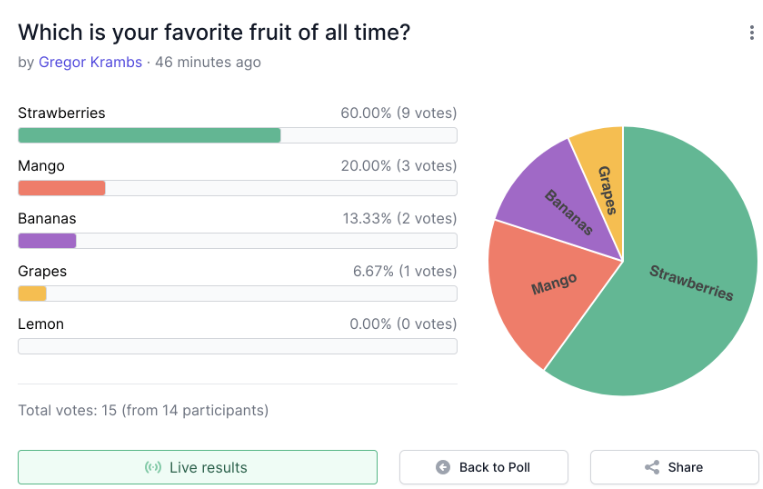 Which is your favorite fruit of all time?
by Gregor Krambs · 46 minutes ago
Strawberries 60.00% (9 votes)
Mango 20.00% (3 votes)
Bananas 13.33% (2 votes)
Grapes 6.67% (1 votes)
Lemon 0.00% (0 votes)
Total votes: 15 (from 14 participants)
Grapes
Bananas
Mango
Strawberries
Live results
Back to Poll
Share